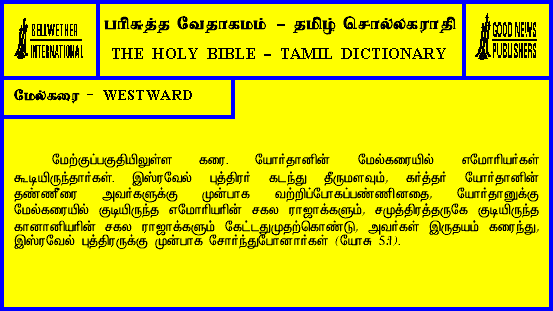 BELLWETHER
INTERNATIONAL
பரிசுத்த வேதாகமம் - தமிழ் சொல்லகராதி
THE HOLY BIBLE - TAMIL DICTIONARY
GOOD NEWS
PUBLISHERS
மேல்கரை - WESTWARD
மேற்குப்பகுதியிலுள்ள கரை. யோர்தானின் மேல்கரையில் எமோரியர்கள்
கூடியிருந்தார்கள். இஸ்ரவேல் புத்திரர் கடந்து தீருமளவும், கர்த்தர் யோர்தானின்
தண்ணீரை அவர்களுக்கு முன்பாக வற்றிப்போகப்பண்ணினதை, யோர்தானுக்கு
மேல்கரையில் குடியிருந்த எமோரியரின் சகல ராஜாக்களும், சமுத்திரத்தருகே குடியிருந்த
கானானியரின் சகல ராஜாக்களும் கேட்டதுமுதற்கொண்டு, அவர்கள் இருதயம் கரைந்து,
இஸ்ரவேல் புத்திரருக்கு முன்பாக சோர்ந்துபோனார்கள் (யோசு 5:1).